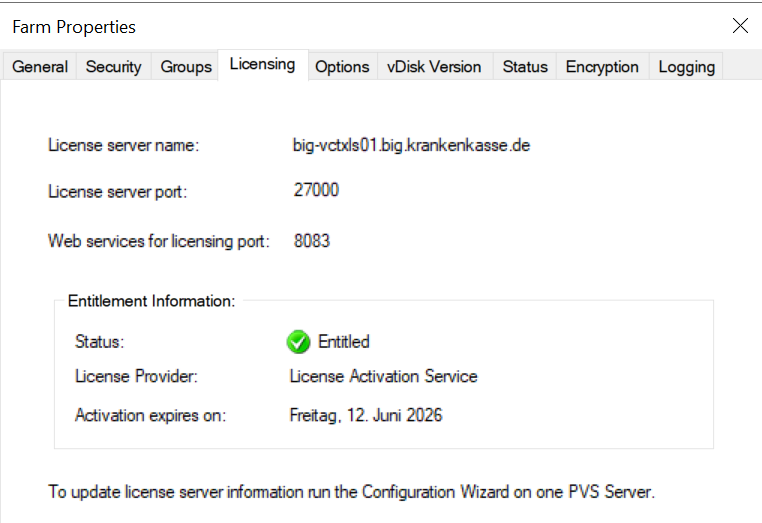 Farm Properties
General Security Groups Licensing Options vDisk Version Status Encryption Logging
License server name: big-vctxls01.big.krankenkasse.de
License server port: 27000
Web services for licensing port: 8083
Entitlement Information:
Status: Entitled
License Provider: License Activation Service
Activation expires on: Freitag, 12. Juni 2026
To update license server information run the Configuration Wizard on one PVS Server.